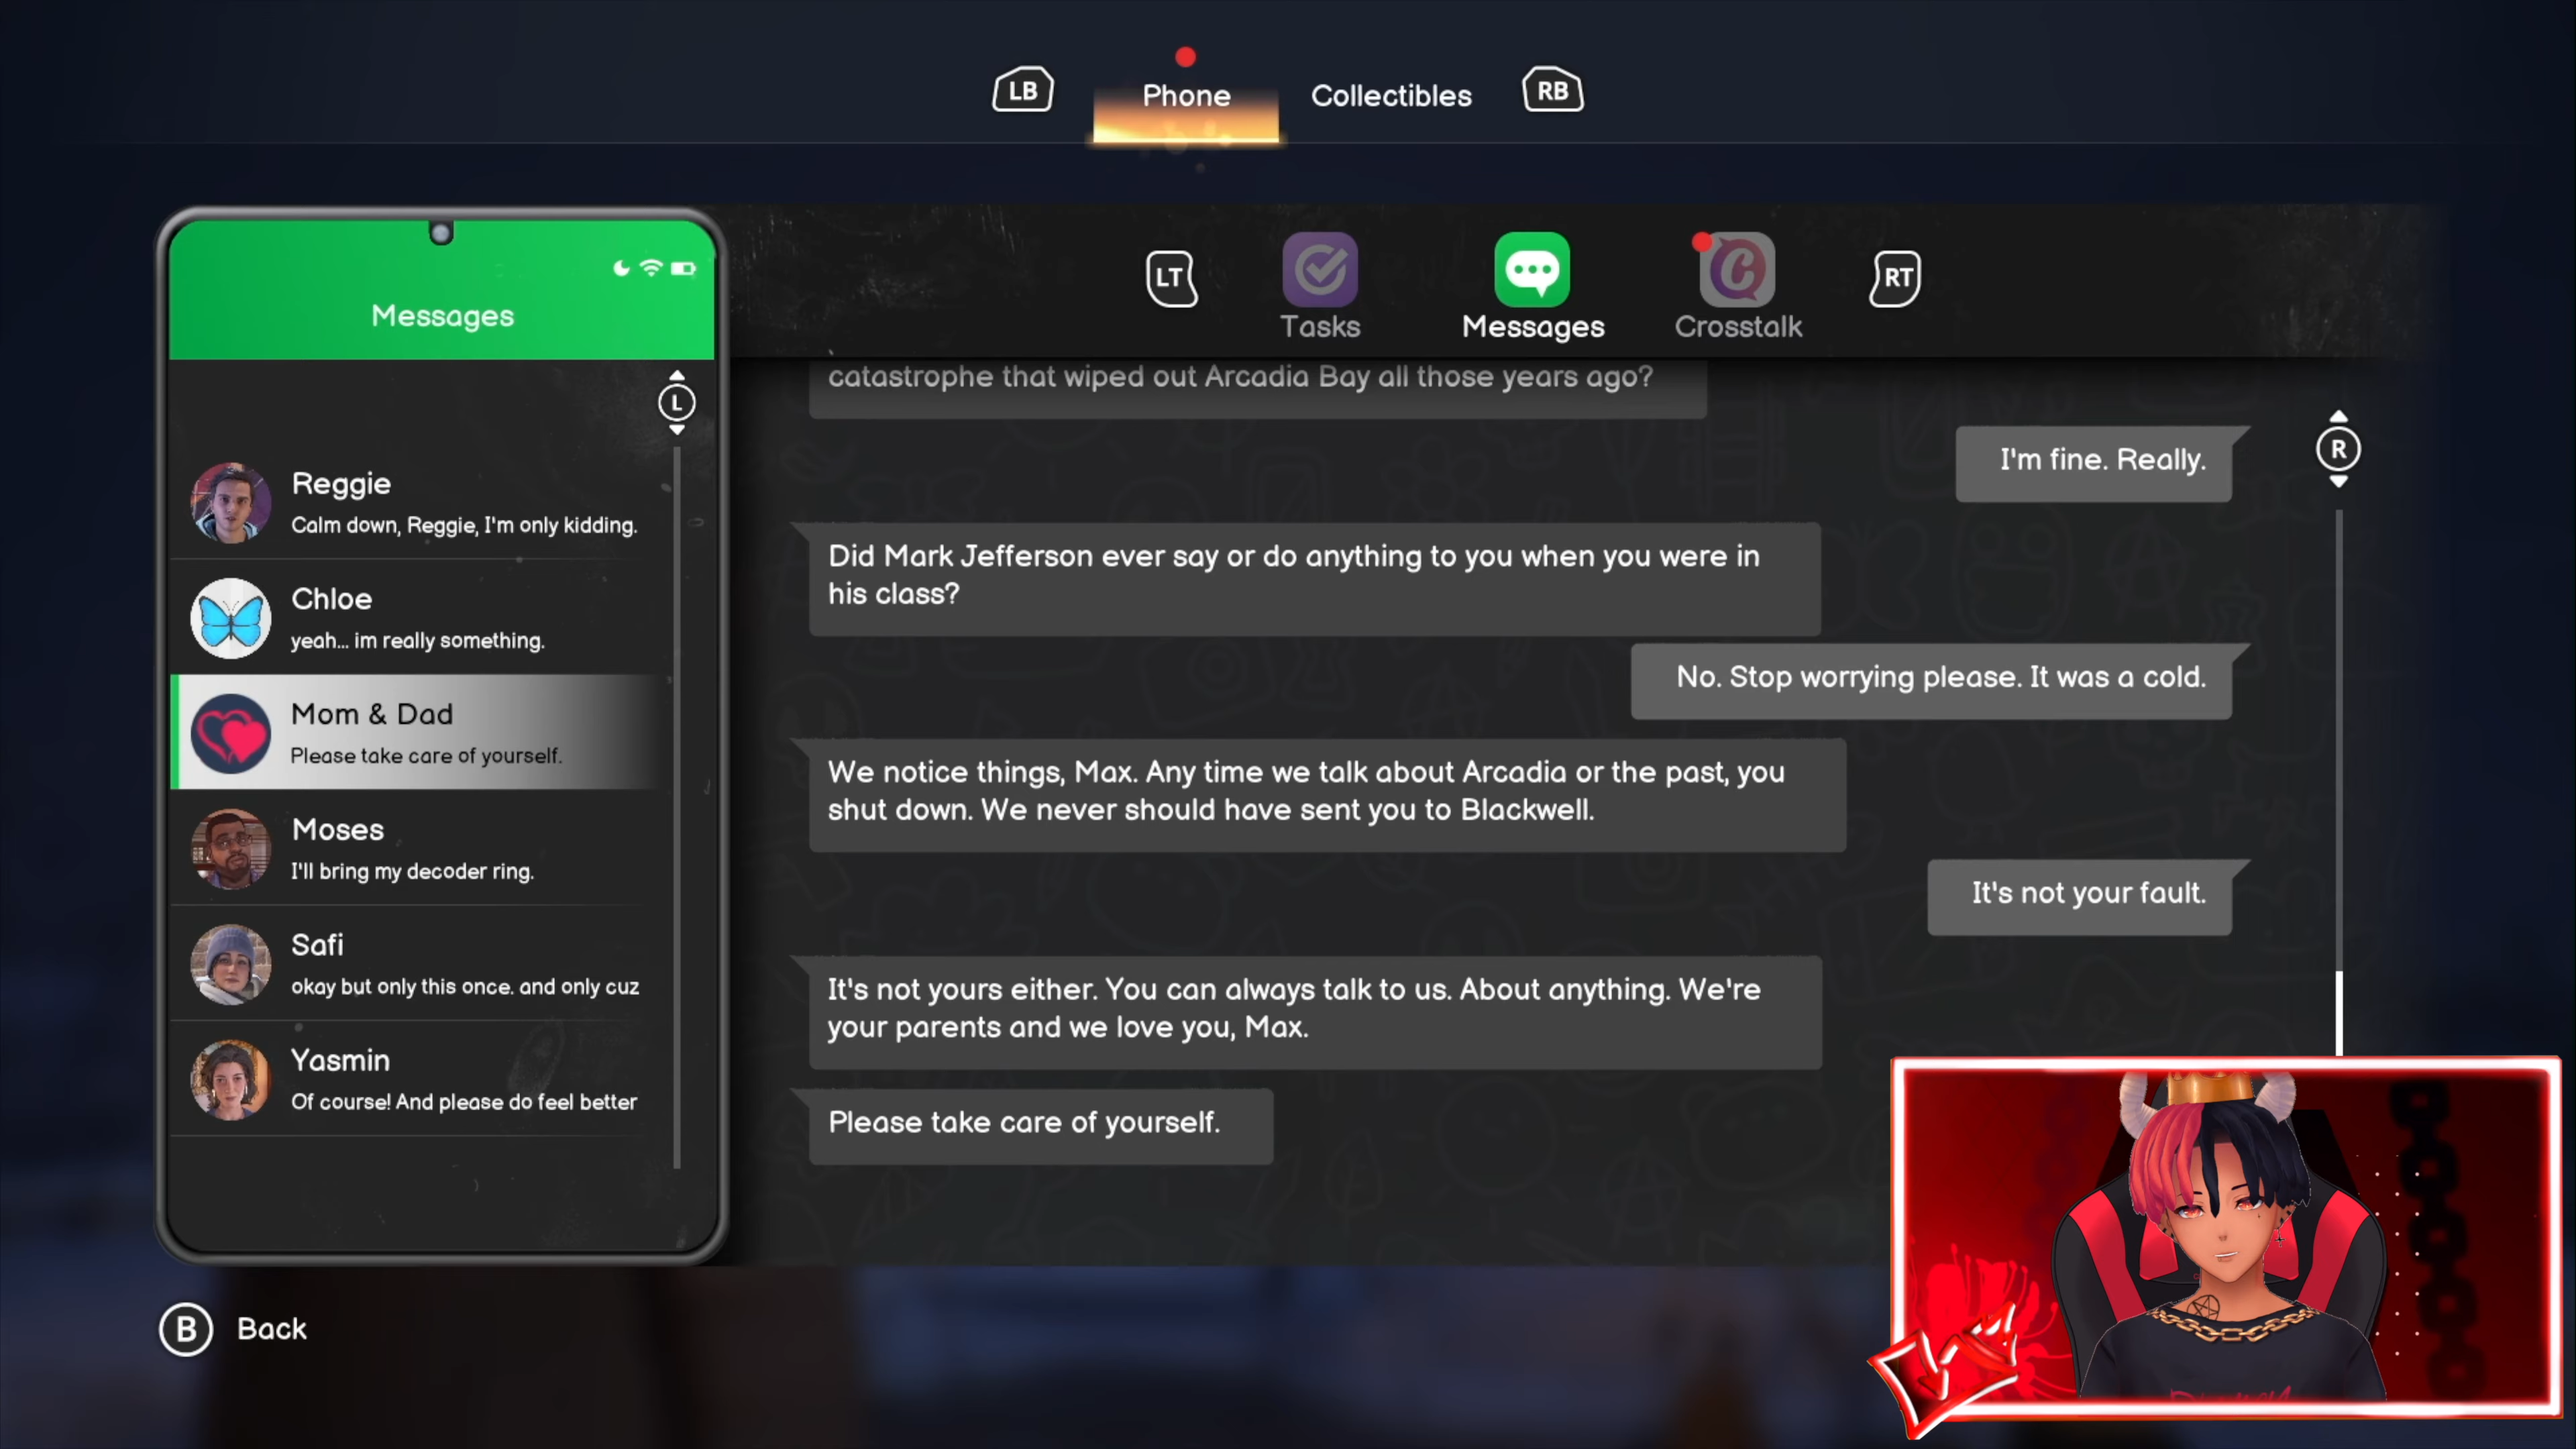 LB
Phone
Collectibles
RB
Messages
L
Reggie
Calm down, Reggie, I'm only kidding.
Chloe
yeah... im really something.
Mom & Dad
Please take care of yourself.
Moses
I'll bring my decoder ring.
Safi
okay but only this once. and only cuz
Yasmin
Of course! And please do feel better
LT
Tasks
Messages
Crosstalk
RT
catastrophe that wiped out Arcadia Bay all those years ago?
I'm fine. Really.
R
Did Mark Jefferson ever say or do anything to you when you were in
his class?
No. Stop worrying please. It was a cold.
We notice things, Max. Any time we talk about Arcadia or the past, you
shut down. We never should have sent you to Blackwell.
It's not your fault.
It's not yours either. You can always talk to us. About anything. We're
your parents and we love you, Max.
Please take care of yourself.
B Back